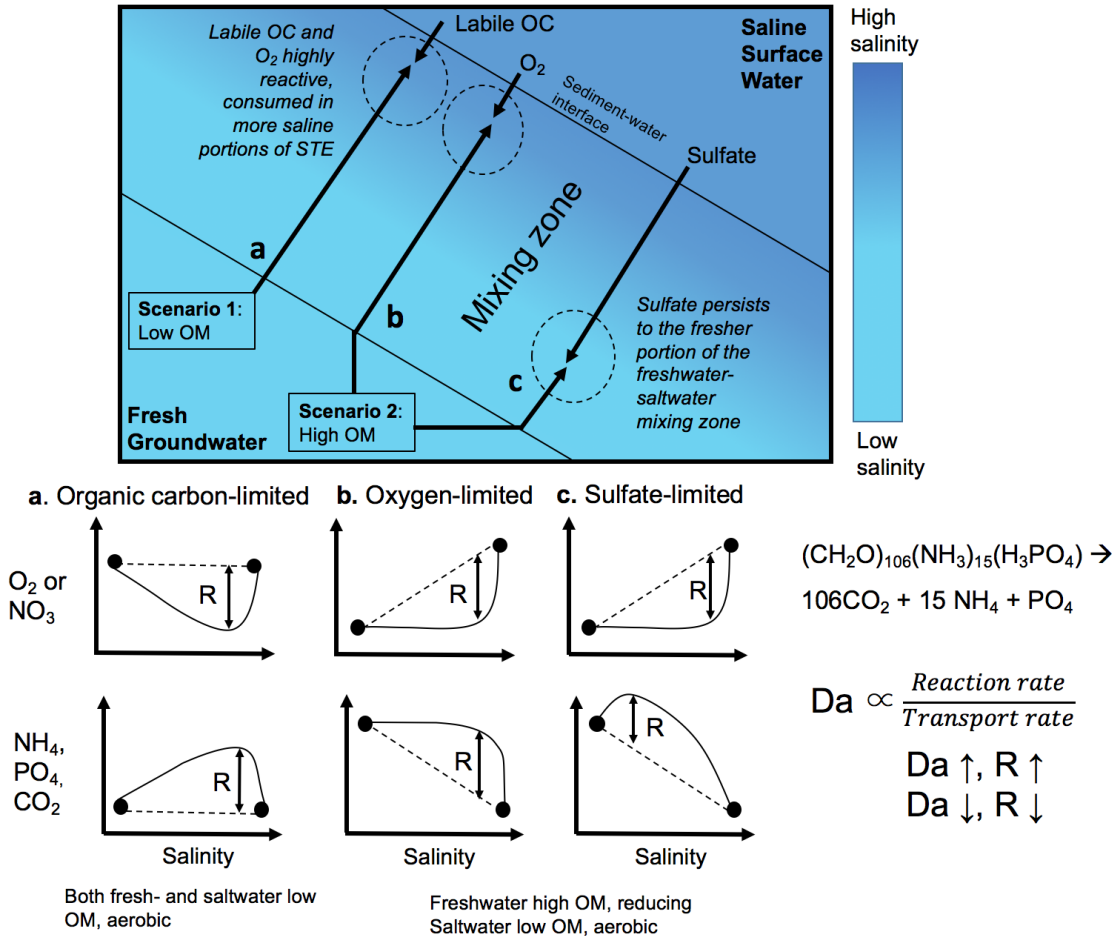 Labile OC and
O₂ highly
reactive,
consumed in
more saline
portions of STE
Labile OC
O₂
Sediment-water
interface
Saline
Surface
Water
Sulfate
Mixing zone
a
b
c
Scenario 1:
Low OM
Scenario 2:
High OM
Fresh
Groundwater
Sulfate persists
to the fresher
portion of the
freshwater-
saltwater
mixing zone
High
salinity
Low
salinity
a. Organic carbon-limited
b. Oxygen-limited
c. Sulfate-limited
O₂ or
NO₃
R
R
R
NH₄,
PO₄,
CO₂
R
R
R
Salinity
Salinity
Salinity
Both fresh- and saltwater low
OM, aerobic
Freshwater high OM, reducing
Saltwater low OM, aerobic
(CH2O)₁₀₆(NH₃)₁₅(H₃PO₄) →
106CO₂ + 15 NH₄ + PO₄
Da ∝ Reaction rate
Transport rate
Da ↑, R ↑
Da ↓, R ↓